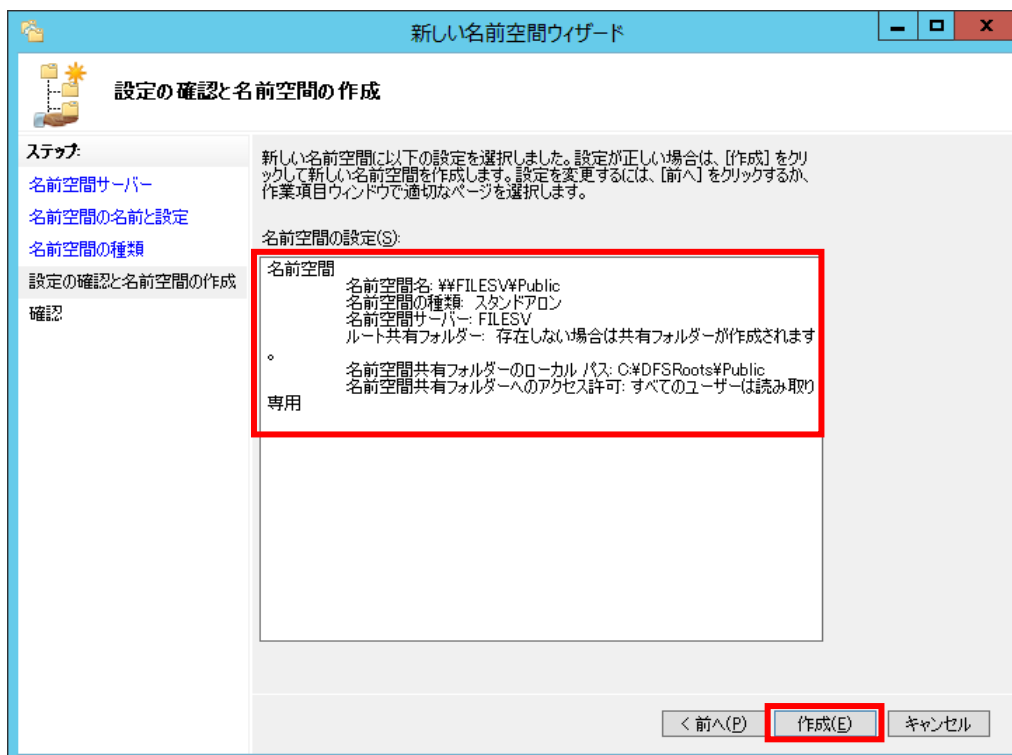 新しい名前空間ウィザード
設定の確認と名前空間の作成
ステップ:
名前空間サーバー
名前空間の名前と設定
名前空間の種類
設定の確認と名前空間の作成
確認
新しい名前空間に以下の設定を選択しました。設定が正しい場合は、[作成] をクリ
ックして新しい名前空間を作成します。設定を変更するには、[前へ] をクリックするか、
作業項目ウィンドウで適切なページを選択します。
名前空間の設定(S):
名前空間
名前空間名: ¥¥FILESV¥Public
名前空間の種類: スタンドアロン
名前空間サーバー: FILESV
ルート共有フォルダー: 存在しない場合は共有フォルダーが作成されます
。
名前空間共有フォルダーのローカル パス: C:¥DFSRoots¥Public
名前空間共有フォルダーへのアクセス許可: すべてのユーザーは読み取り
専用
< 前へ(P)
作成(E)
キャンセル